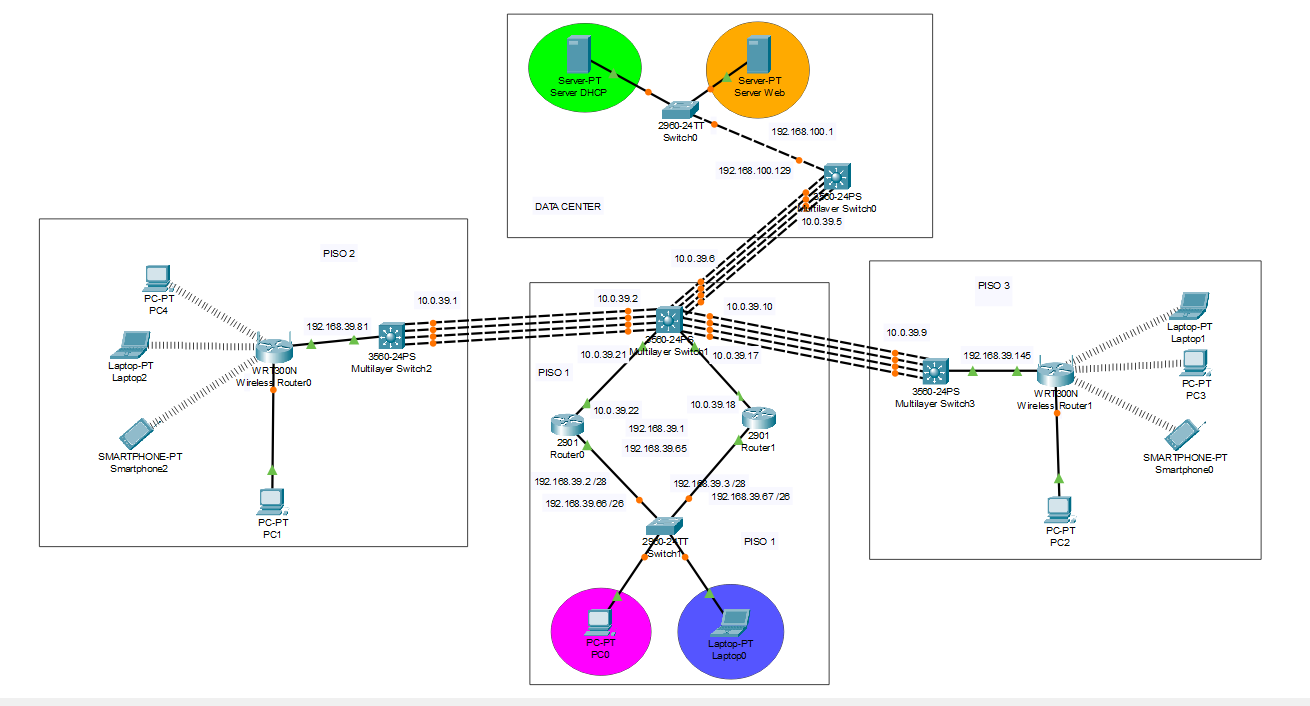 Server-PT
Server DHCP
Server-PT
Server Web
2960-24TT
Switch0
192.168.100.1
192.168.100.129
3560-24PS
Multilayer Switch0
10.0.39.5
DATA CENTER
PISO 2
PC-PT
PC4
Laptop-PT
Laptop2
SMARTPHONE-PT
Smartphone2
WRT300N
Wireless Router0
PC-PT
PC1
192.168.39.81
3560-24PS
Multilayer Switch2
10.0.39.1
10.0.39.6
10.0.39.2
10.0.39.10
3560-24PS
Multilayer Switch1
10.0.39.21
10.0.39.17
PISO 1
10.0.39.22
10.0.39.18
2901
Router0
2901
Router1
192.168.39.1
192.168.39.65
192.168.39.2 /28
192.168.39.66 /26
192.168.39.3 /28
192.168.39.67 /26
2960-24TT
Switch1
PISO 1
PC-PT
PC0
Laptop-PT
Laptop0
PISO 3
10.0.39.9
3560-24PS
Multilayer Switch3
192.168.39.145
WRT300N
Wireless Router1
Laptop-PT
Laptop1
PC-PT
PC3
SMARTPHONE-PT
Smartphone0
PC-PT
PC2